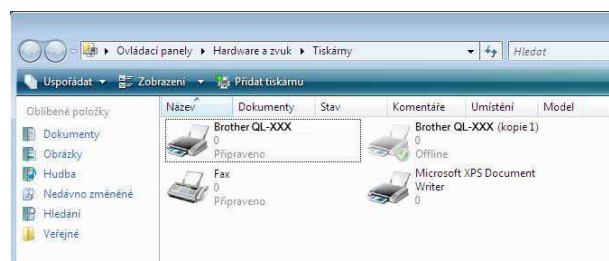 Ovládací panely ▸ Hardware a zvuk ▸ Tiskárny
Hledat
Uspořádat Zobrazení Přidat tiskárnu
Oblíbené položky
Dokumenty
Obrázky
Hudba
Nedávno změněné
Hledání
Veřejné
Název Dokumenty Stav Komentáře Umístění Model
Brother QL-XXX
0
Připraveno
Brother QL-XXX (kopie 1)
0
Offline
Fax
0
Připraveno
Microsoft XPS Document
Writer
0